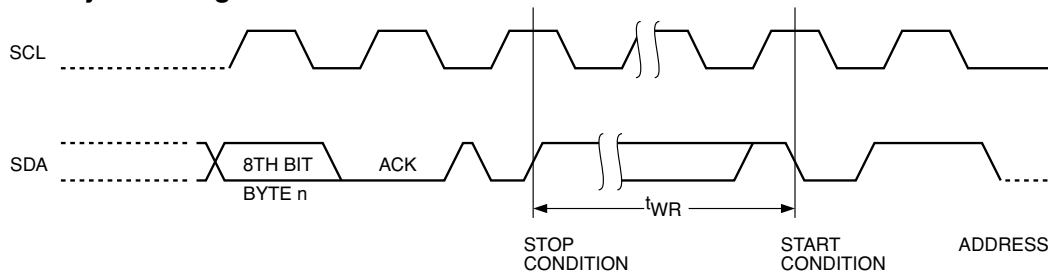 SCL
SDA
8TH BIT
ACK
BYTE n
tWR
STOP
CONDITION
START
CONDITION
ADDRESS